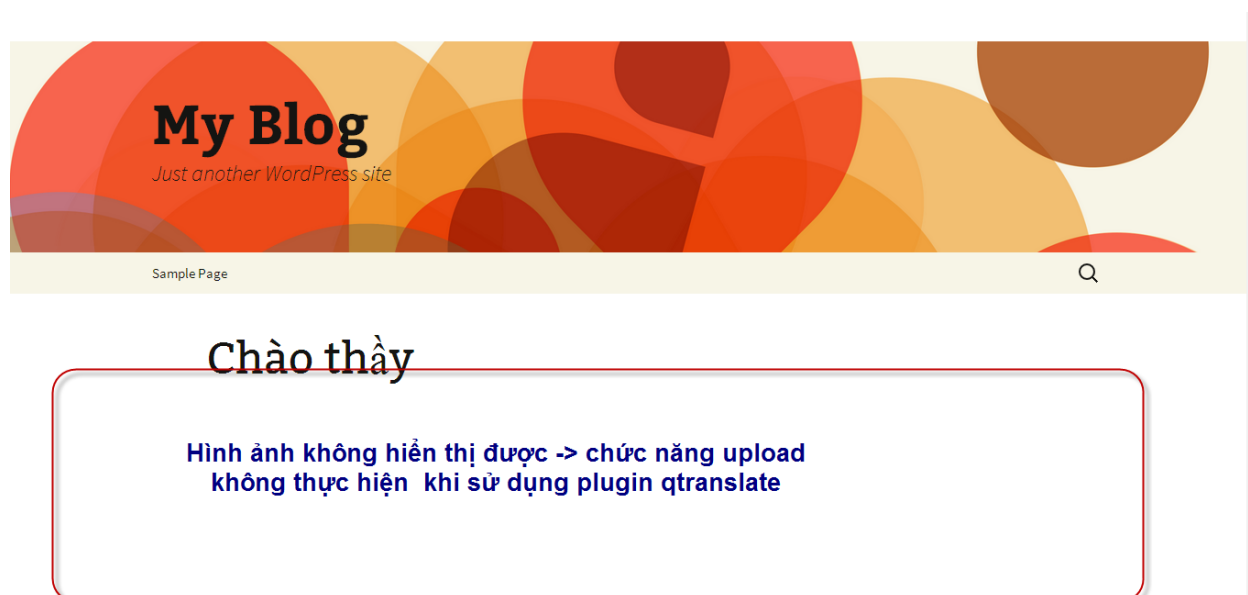 My Blog
Just another WordPress site
Sample Page
Chào thầy
Hình ảnh không hiển thị được -> chức năng upload
không thực hiện khi sử dụng plugin qtranslate